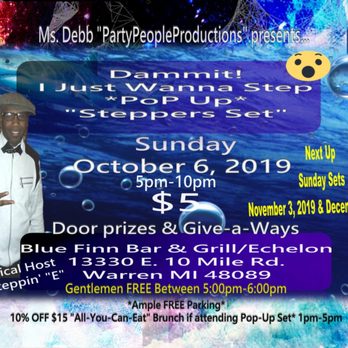 Ms. Debb "PartyPeopleProductions" presents...
Dammit!
I Just Wanna Step
*PoP Up*
"Steppers Set"
Sunday
October 6, 2019
5pm-10pm
$5
Next Up
Sunday Sets
November 3, 2019 &
Door prizes & Give-a-Ways
Blue Finn Bar & Grill/Echelon
13330 E. 10 Mile Rd.
Warren MI 48089
Host
"E"
Gentlemen FREE Between 5:00pm-6:00pm
*Ample FREE Parking*
10% OFF $15 "All-You-Can-Eat" Brunch if attending Pop-Up Set* 1pm-5pm